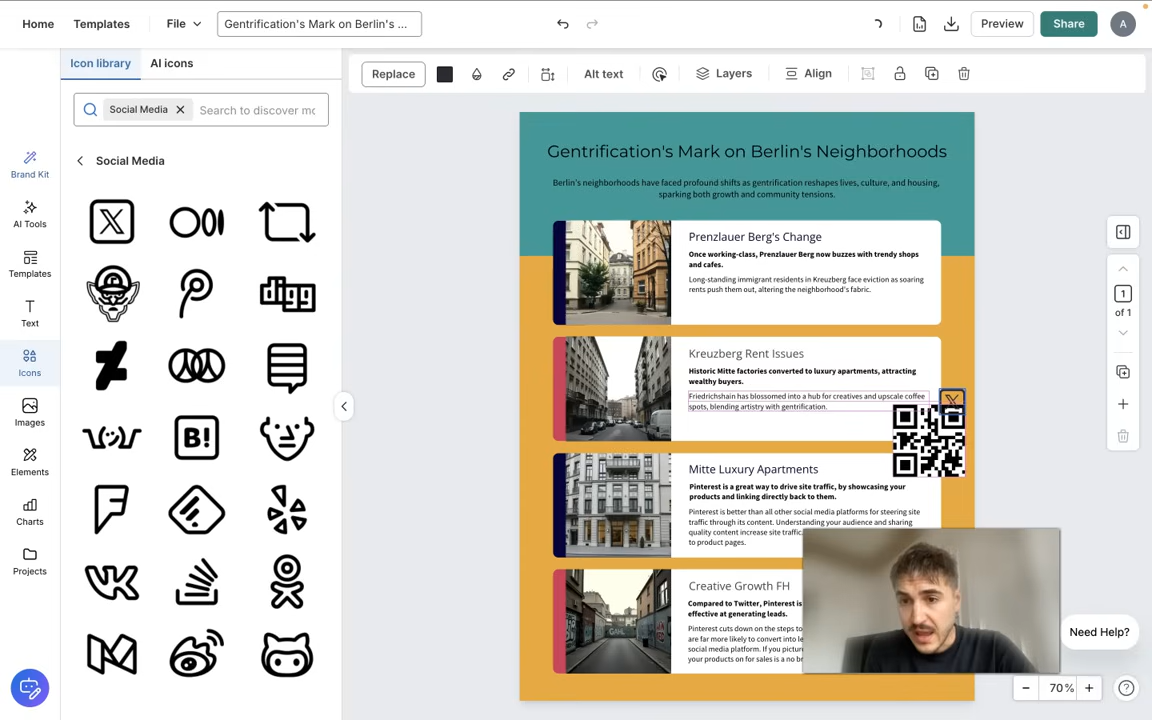 Home
Templates
File
Gentrification's Mark on Berlin's ...
Preview
Share
A
Icon library
AI icons
Replace
Alt text
Layers
Align
Social Media
Search to discover mo
Social Media
Brand Kit
AI Tools
Templates
Text
Icons
Images
Elements
Charts
Projects
digg
B!
Gentrification's Mark on Berlin's Neighborhoods
Berlin's neighborhoods have faced profound shifts as gentrification reshapes lives, culture, and housing,
sparking both growth and community tensions.
Prenzlauer Berg's Change
Once working-class, Prenzlauer Berg now buzzes with trendy shops
and cafes.
Long-standing immigrant residents in Kreuzberg face eviction as soaring
rents push them out, altering the neighborhood's fabric.
Kreuzberg Rent Issues
Historic Mitte factories converted to luxury apartments, attracting
wealthy buyers.
Friedrichshain has blossomed into a hub for creatives and upscale coffee
spots, blending artistry with gentrification.
Mitte Luxury Apartments
Pinterest is a great way to drive site traffic, by showcasing your
products and linking directly back to them.
Pinterest is better than all other social media platforms for steering site
traffic through its content. Understanding your audience and sharing
quality content increase site traffic,
to product pages.
Creative Growth FH
Compared to Twitter, Pinterest is
effective at generating leads.
Pinterest cuts down on the steps to
are far more likely to convert into le
social media platform. If you pictur
your products on for sales is a no br
1
of 1
Need Help?
70%